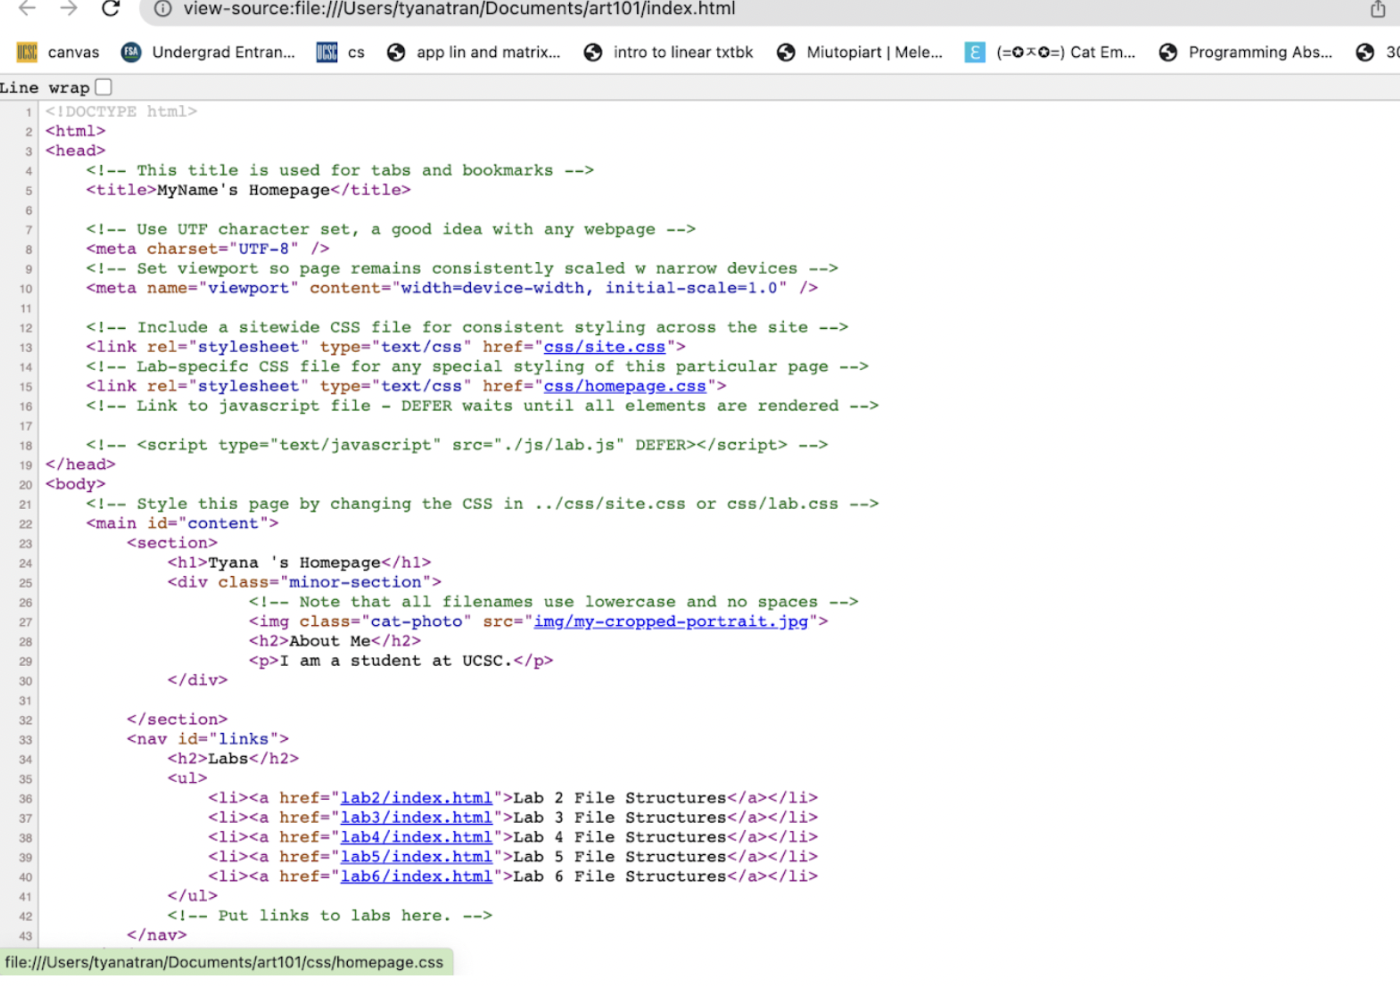 view-source:file:///Users/tyanatran/Documents/art101/index.html
UCSC canvas FSA Undergrad Entran... UCSC cs app lin and matrix... intro to linear txtbk Miutopiart | Mele... E (=✪ㅈ✪=) Cat Em... Programming Abs... 30
Line wrap
1 <!DOCTYPE html>
2 <html>
3 <head>
4 <!-- This title is used for tabs and bookmarks -->
5 <title>MyName's Homepage</title>
6
7 <!-- Use UTF character set, a good idea with any webpage -->
8 <meta charset="UTF-8" />
9 <!-- Set viewport so page remains consistently scaled w narrow devices -->
10 <meta name="viewport" content="width=device-width, initial-scale=1.0" />
11
12 <!-- Include a sitewide CSS file for consistent styling across the site -->
13 <link rel="stylesheet" type="text/css" href="css/site.css">
14 <!-- Lab-specifc CSS file for any special styling of this particular page -->
15 <link rel="stylesheet" type="text/css" href="css/homepage.css">
16 <!-- Link to javascript file - DEFER waits until all elements are rendered -->
17
18 <!-- <script type="text/javascript" src="./js/lab.js" DEFER></script> -->
19 </head>
20 <body>
21 <!-- Style this page by changing the CSS in ../css/site.css or css/lab.css -->
22 <main id="content">
23 <section>
24 <h1>Tyana 's Homepage</h1>
25 <div class="minor-section">
26 <!-- Note that all filenames use lowercase and no spaces -->
27 <img class="cat-photo" src="img/my-cropped-portrait.jpg">
28 <h2>About Me</h2>
29 <p>I am a student at UCSC.</p>
30 </div>
31
32 </section>
33 <nav id="links">
34 <h2>Labs</h2>
35 <ul>
36 <li><a href="lab2/index.html">Lab 2 File Structures</a></li>
37 <li><a href="lab3/index.html">Lab 3 File Structures</a></li>
38 <li><a href="lab4/index.html">Lab 4 File Structures</a></li>
39 <li><a href="lab5/index.html">Lab 5 File Structures</a></li>
40 <li><a href="lab6/index.html">Lab 6 File Structures</a></li>
41 </ul>
42 <!-- Put links to labs here. -->
43 </nav>
file:///Users/tyanatran/Documents/art101/css/homepage.css